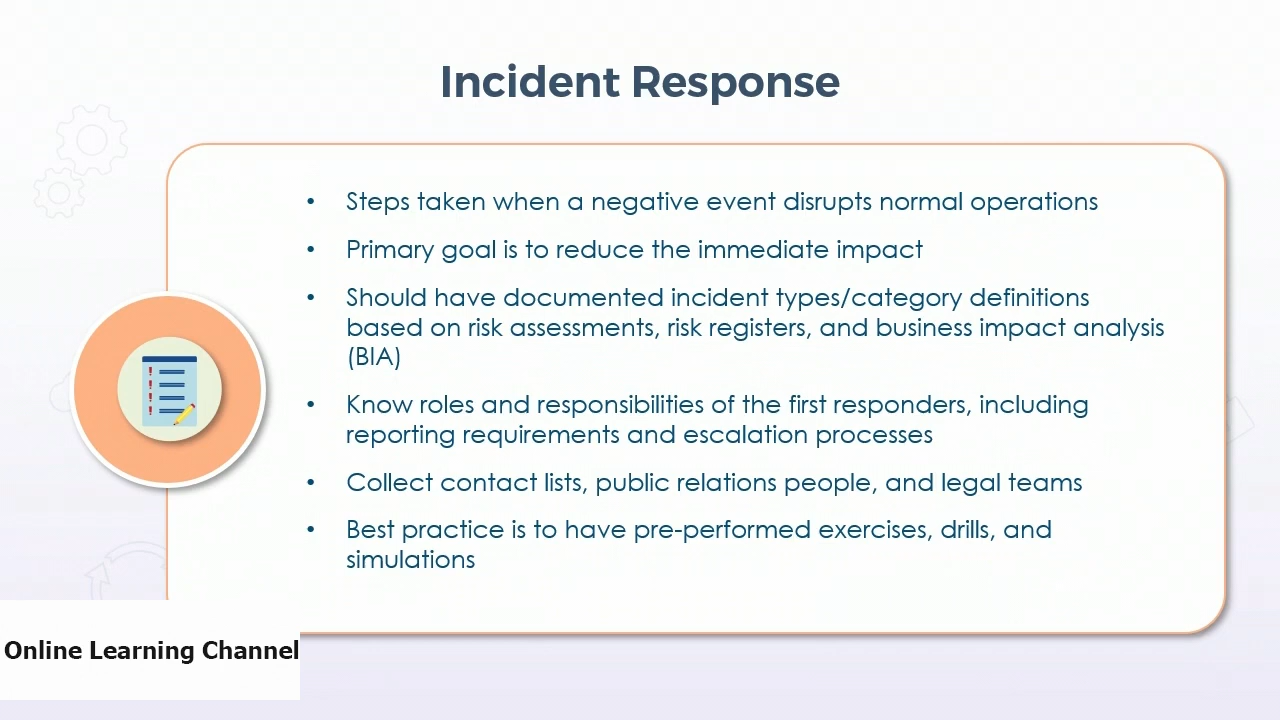 Incident Response
• Steps taken when a negative event disrupts normal operations
• Primary goal is to reduce the immediate impact
• Should have documented incident types/category definitions
based on risk assessments, risk registers, and business impact analysis
(BIA)
• Know roles and responsibilities of the first responders, including
reporting requirements and escalation processes
• Collect contact lists, public relations people, and legal teams
• Best practice is to have pre-performed exercises, drills, and
simulations
Online Learning Channel